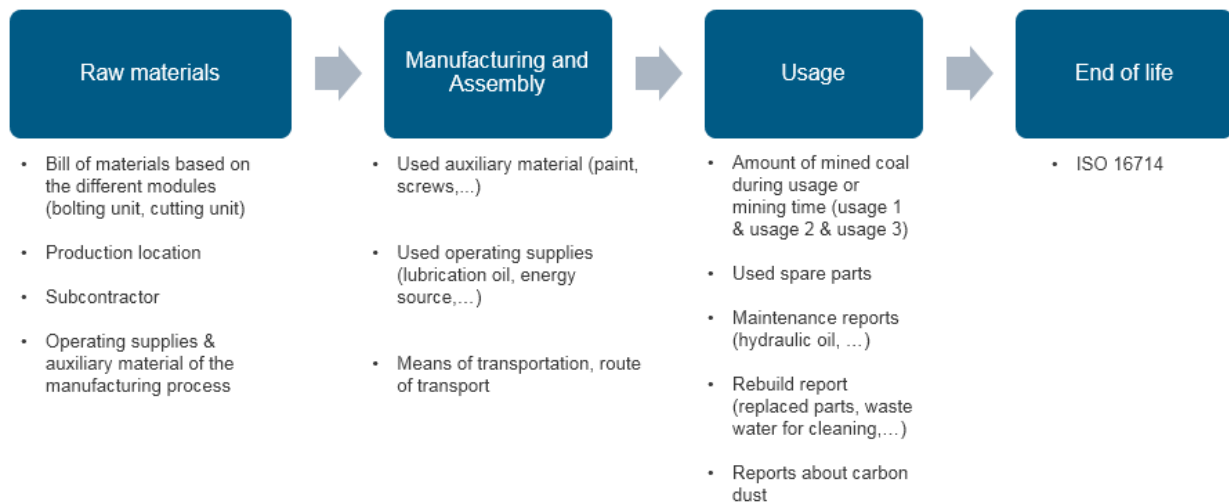 Raw materials
Manufacturing and
Assembly
Usage
End of life
• Bill of materials based on
the different modules
(bolting unit, cutting unit)
• Production location
• Subcontractor
• Operating supplies &
auxiliary material of the
manufacturing process
• Used auxiliary material (paint,
screws,...)
• Used operating supplies
(lubrication oil, energy
source,…)
• Means of transportation, route
of transport
• Amount of mined coal
during usage or
mining time (usage 1
& usage 2 & usage 3)
• Used spare parts
• Maintenance reports
(hydraulic oil, …)
• Rebuild report
(replaced parts, waste
water for cleaning,…)
• Reports about carbon
dust
• ISO 16714